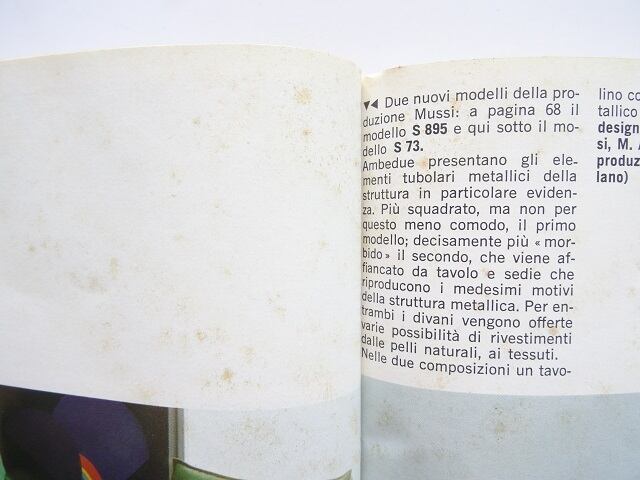 ▼◄ Due nuovi modelli della pro-
duzione Mussi: a pagina 68 il
modello S 895 e qui sotto il mo-
dello S 73.
Ambedue presentano gli ele-
menti tubolari metallici della
struttura in particolare eviden-
za. Più squadrato, ma non per
questo meno comodo, il primo
modello; decisamente più « mor-
bido » il secondo, che viene af-
fiancato da tavolo e sedie che
riproducono i medesimi motivi
della struttura metallica. Per en-
trambi i divani vengono offerte
varie possibilità di rivestimenti
dalle pelli naturali, ai tessuti.
Nelle due composizioni un tavo-
lino co
tallico
design
si, M. A
produz
lano)